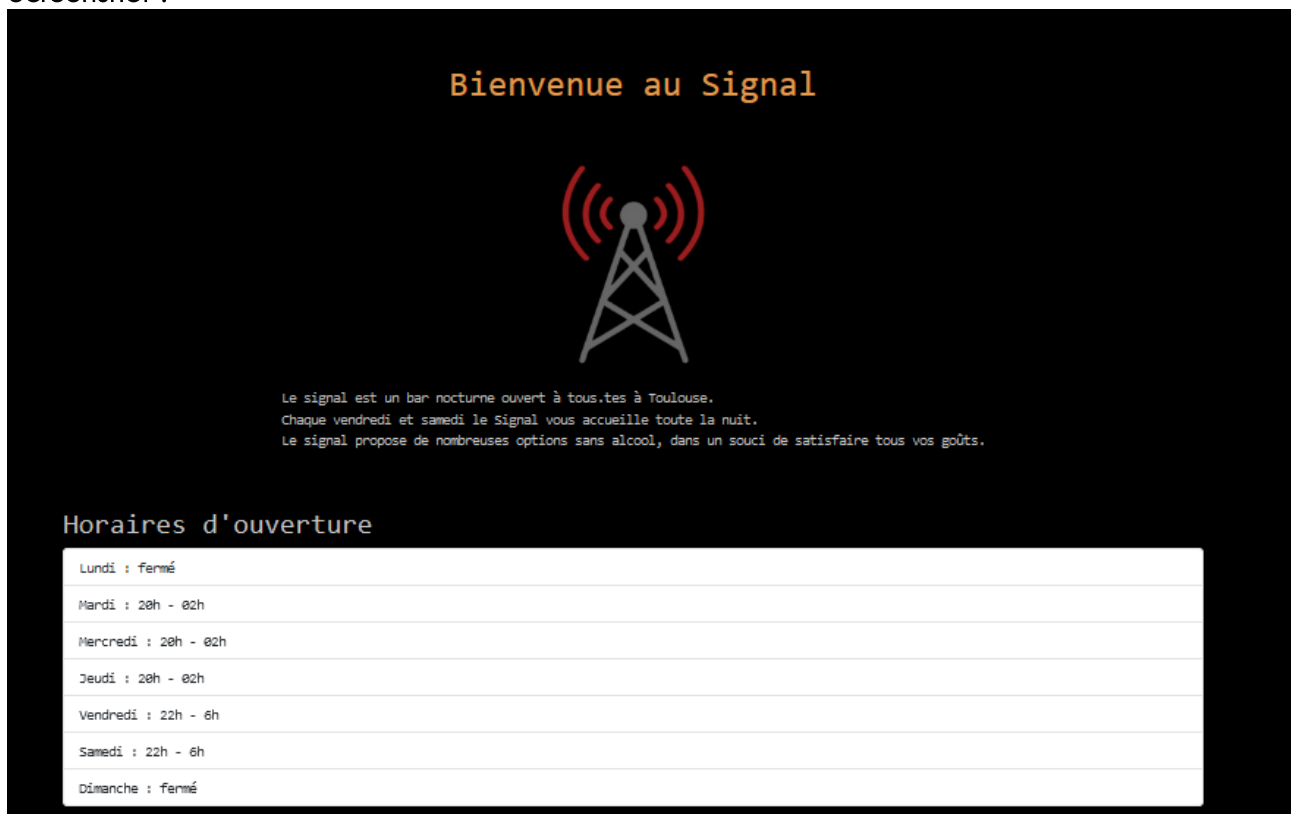 Bienvenue au Signal
Le signal est un bar nocturne ouvert à tous.tes à Toulouse.
Chaque vendredi et samedi le Signal vous accueille toute la nuit.
Le signal propose de nombreuses options sans alcool, dans un souci de satisfaire tous vos goûts.
Horaires d'ouverture
Lundi : fermé
Mardi : 20h - 02h
Mercredi : 20h - 02h
Jeudi : 20h - 02h
Vendredi : 22h - 6h
Samedi : 22h - 6h
Dimanche : fermé